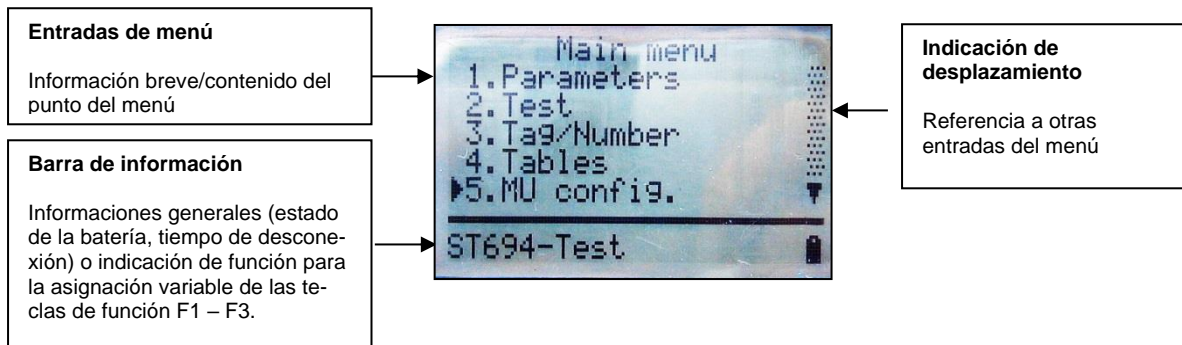 Entradas de menú
Información breve/contenido del
punto del menú
Barra de información
Informaciones generales (estado
de la batería, tiempo de descone-
xión) o indicación de función para
la asignación variable de las te-
clas de función F1 – F3.
Main menu
1.Parameters
2.Test
3.Tag/Number
4.Tables
5.MU config.
ST694-Test
Indicación de
desplazamiento
Referencia a otras
entradas del menú